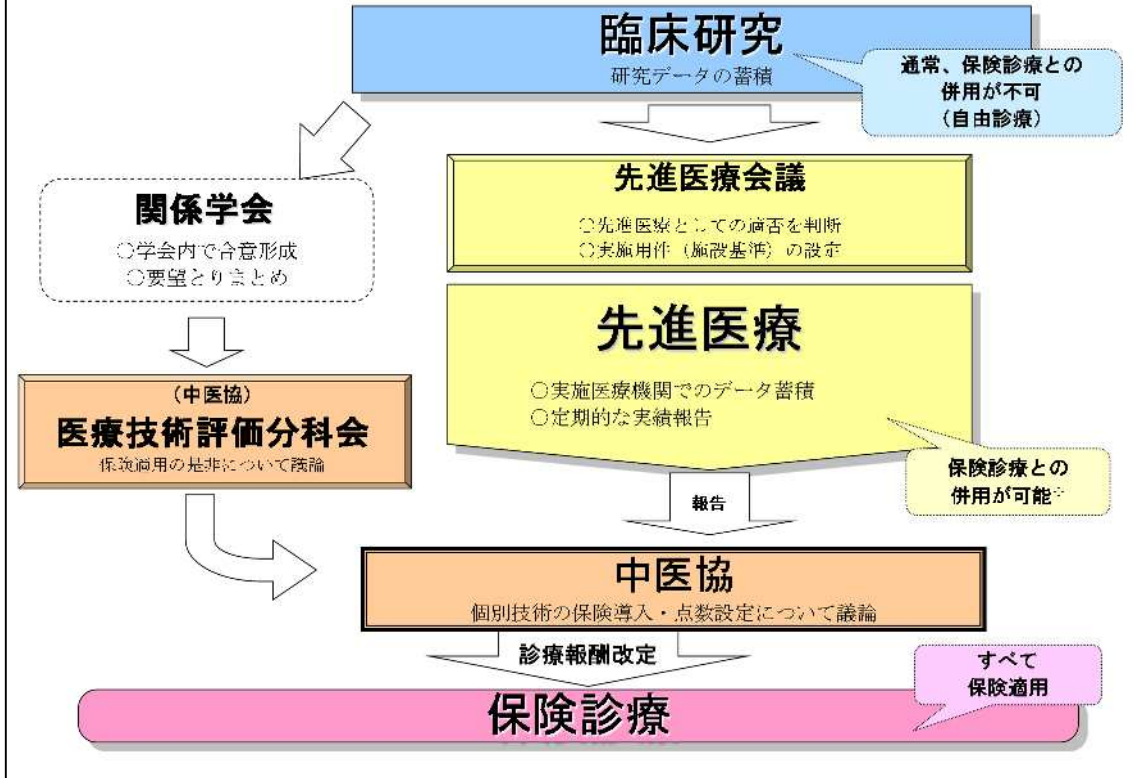 臨床研究
研究データの蓄積
通常、保険診療との
併用が不可
(自由診療)
関係学会
○学会内で合意形成
○要望とりまとめ
先進医療会議
○先進医療としての適否を判断
○実施用件（施設基準）の設定
先進医療
○実施医療機関でのデータ蓄積
○定期的な実績報告
保険診療との
併用が可能※
（中医協）
医療技術評価分科会
保険適用の是非について議論
報告
中医協
個別技術の保険導入・点数設定について議論
診療報酬改定
すべて
保険適用
保険診療